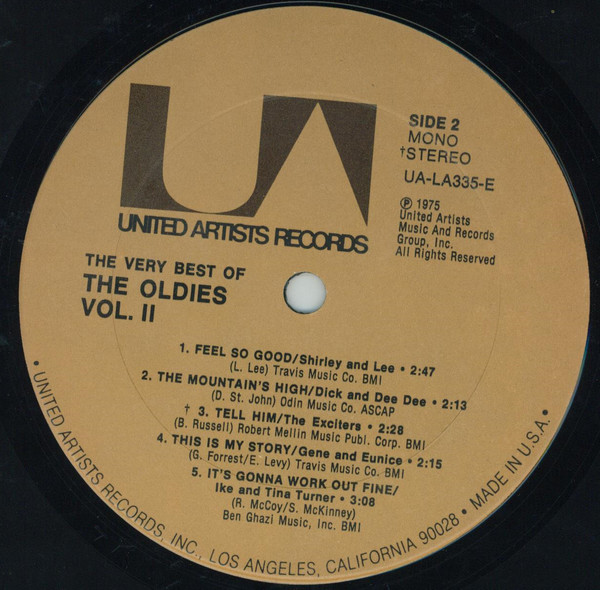 UA
UNITED ARTISTS RECORDS
SIDE 2
MONO
†STEREO
UA-LA335-E
Ⓟ 1975
United Artists
Music And Records
Group, Inc.
All Rights Reserved
THE VERY BEST OF
THE OLDIES
VOL. II
1. FEEL SO GOOD/Shirley and Lee • 2:47
(L. Lee) Travis Music Co. BMI
2. THE MOUNTAIN'S HIGH/Dick and Dee Dee • 2:13
(D. St. John) Odin Music Co. ASCAP
† 3. TELL HIM/The Exciters • 2:28
(B. Russell) Robert Mellin Music Publ. Corp. BMI
4. THIS IS MY STORY/Gene and Eunice • 2:15
(G. Forrest/E. Levy) Travis Music Co. BMI
5. IT'S GONNA WORK OUT FINE/
Ike and Tina Turner • 3:08
(R. McCoy/S. McKinney)
Ben Ghazi Music, Inc. BMI
• UNITED ARTISTS RECORDS, INC., LOS ANGELES, CALIFORNIA 90028 • MADE IN U.S.A. •